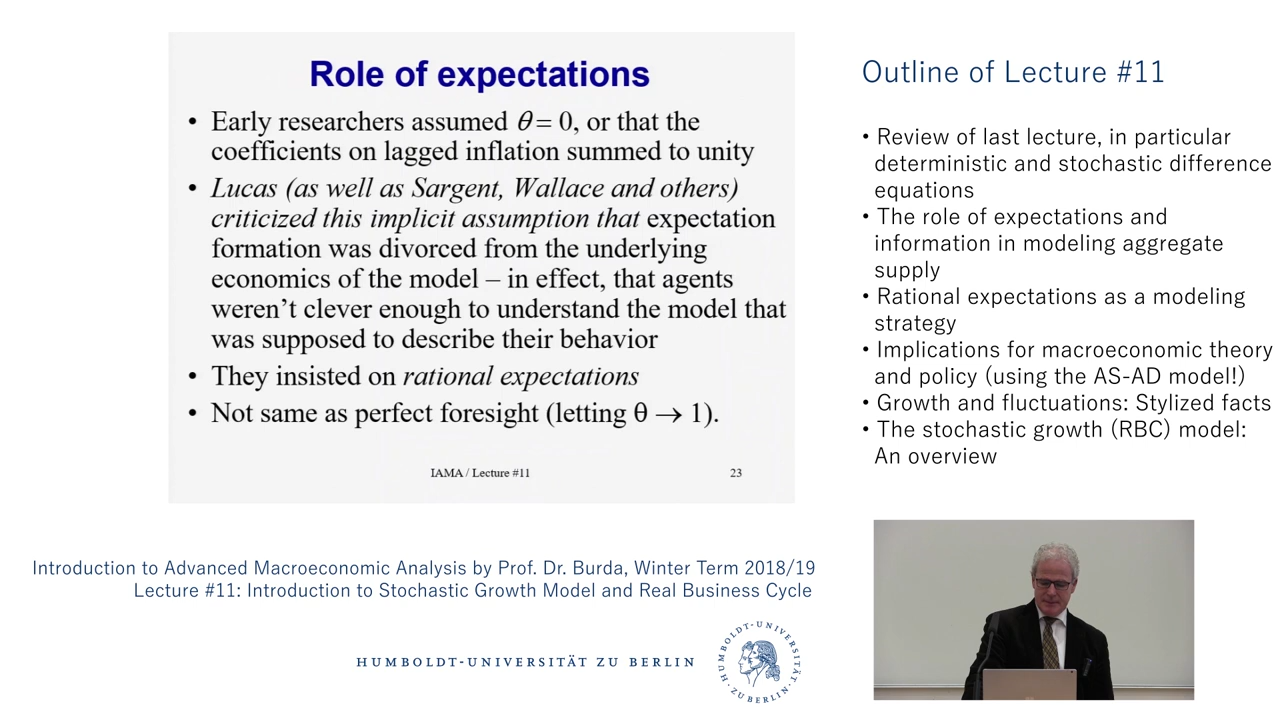 Role of expectations
• Early researchers assumed θ = 0, or that the
coefficients on lagged inflation summed to unity
• Lucas (as well as Sargent, Wallace and others)
criticized this implicit assumption that expectation
formation was divorced from the underlying
economics of the model – in effect, that agents
weren't clever enough to understand the model that
was supposed to describe their behavior
• They insisted on rational expectations
• Not same as perfect foresight (letting θ → 1).
IAMA / Lecture #11
23
Outline of Lecture #11
• Review of last lecture, in particular
deterministic and stochastic difference
equations
• The role of expectations and
information in modeling aggregate
supply
• Rational expectations as a modeling
strategy
• Implications for macroeconomic theory
and policy (using the AS-AD model!)
• Growth and fluctuations: Stylized facts
• The stochastic growth (RBC) model:
An overview
Introduction to Advanced Macroeconomic Analysis by Prof. Dr. Burda, Winter Term 2018/19
Lecture #11: Introduction to Stochastic Growth Model and Real Business Cycle
HUMBOLDT-UNIVERSITÄT ZU BERLIN
HUMBOLDT-UNIVERSITÄT
ZU BERLIN